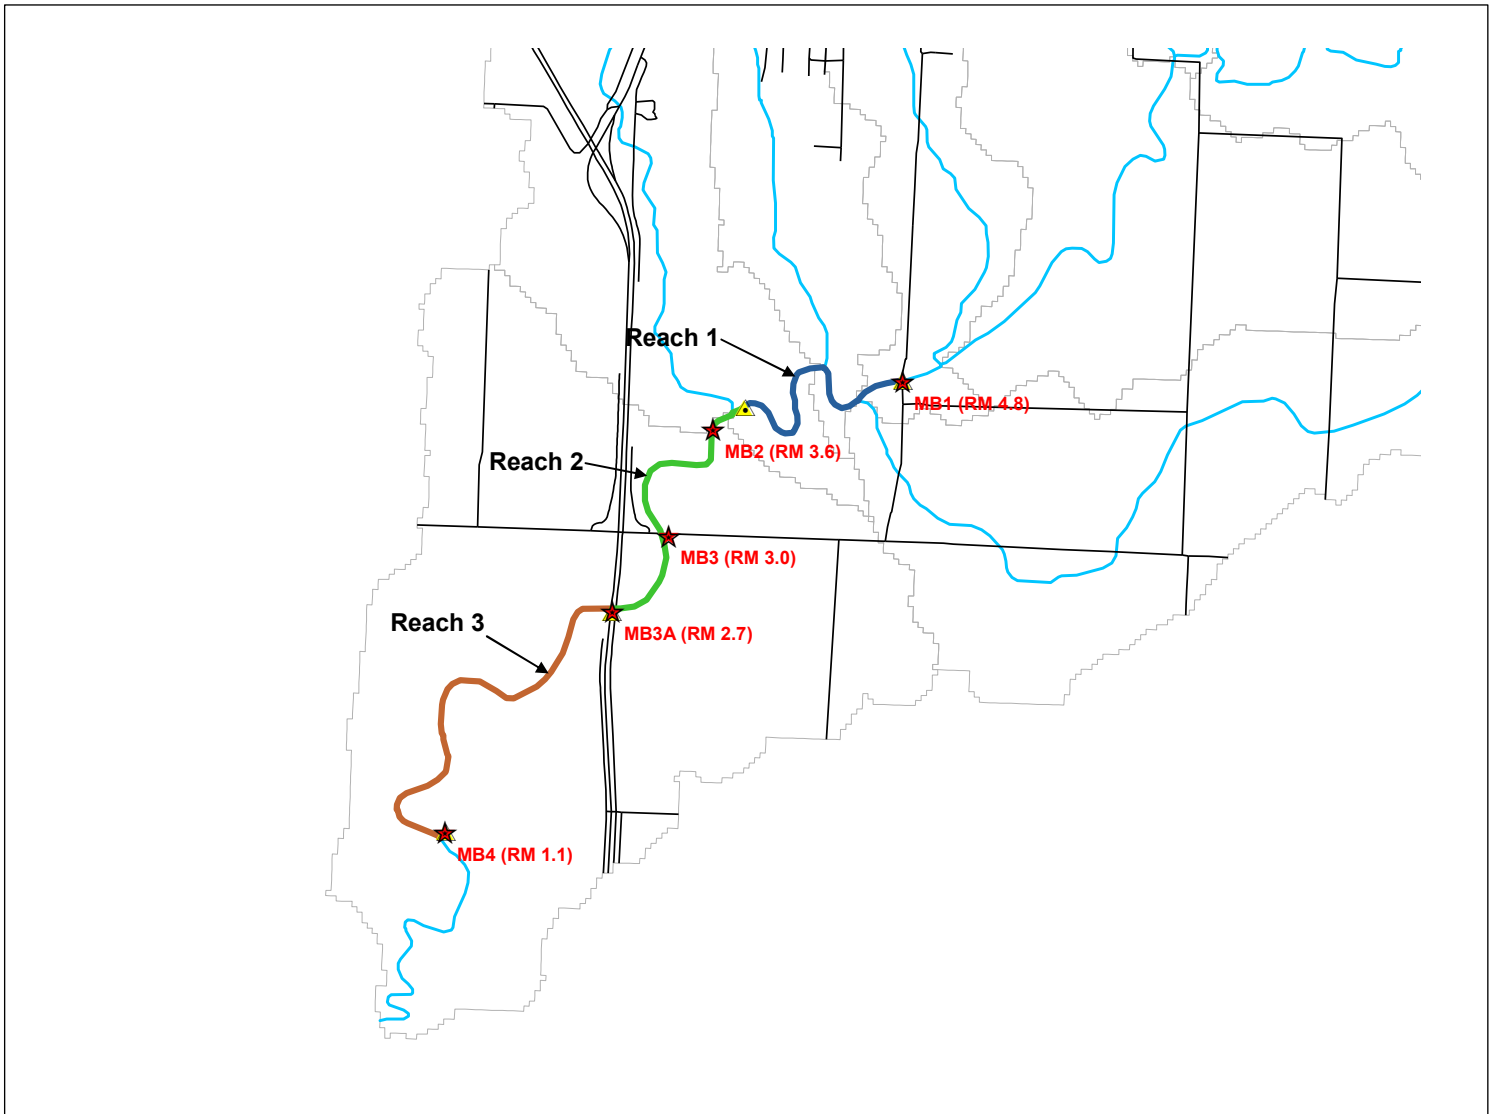 Reach 1
MB1 (RM 4.8)
MB2 (RM 3.6)
Reach 2
MB3 (RM 3.0)
Reach 3
MB3A (RM 2.7)
MB4 (RM 1.1)